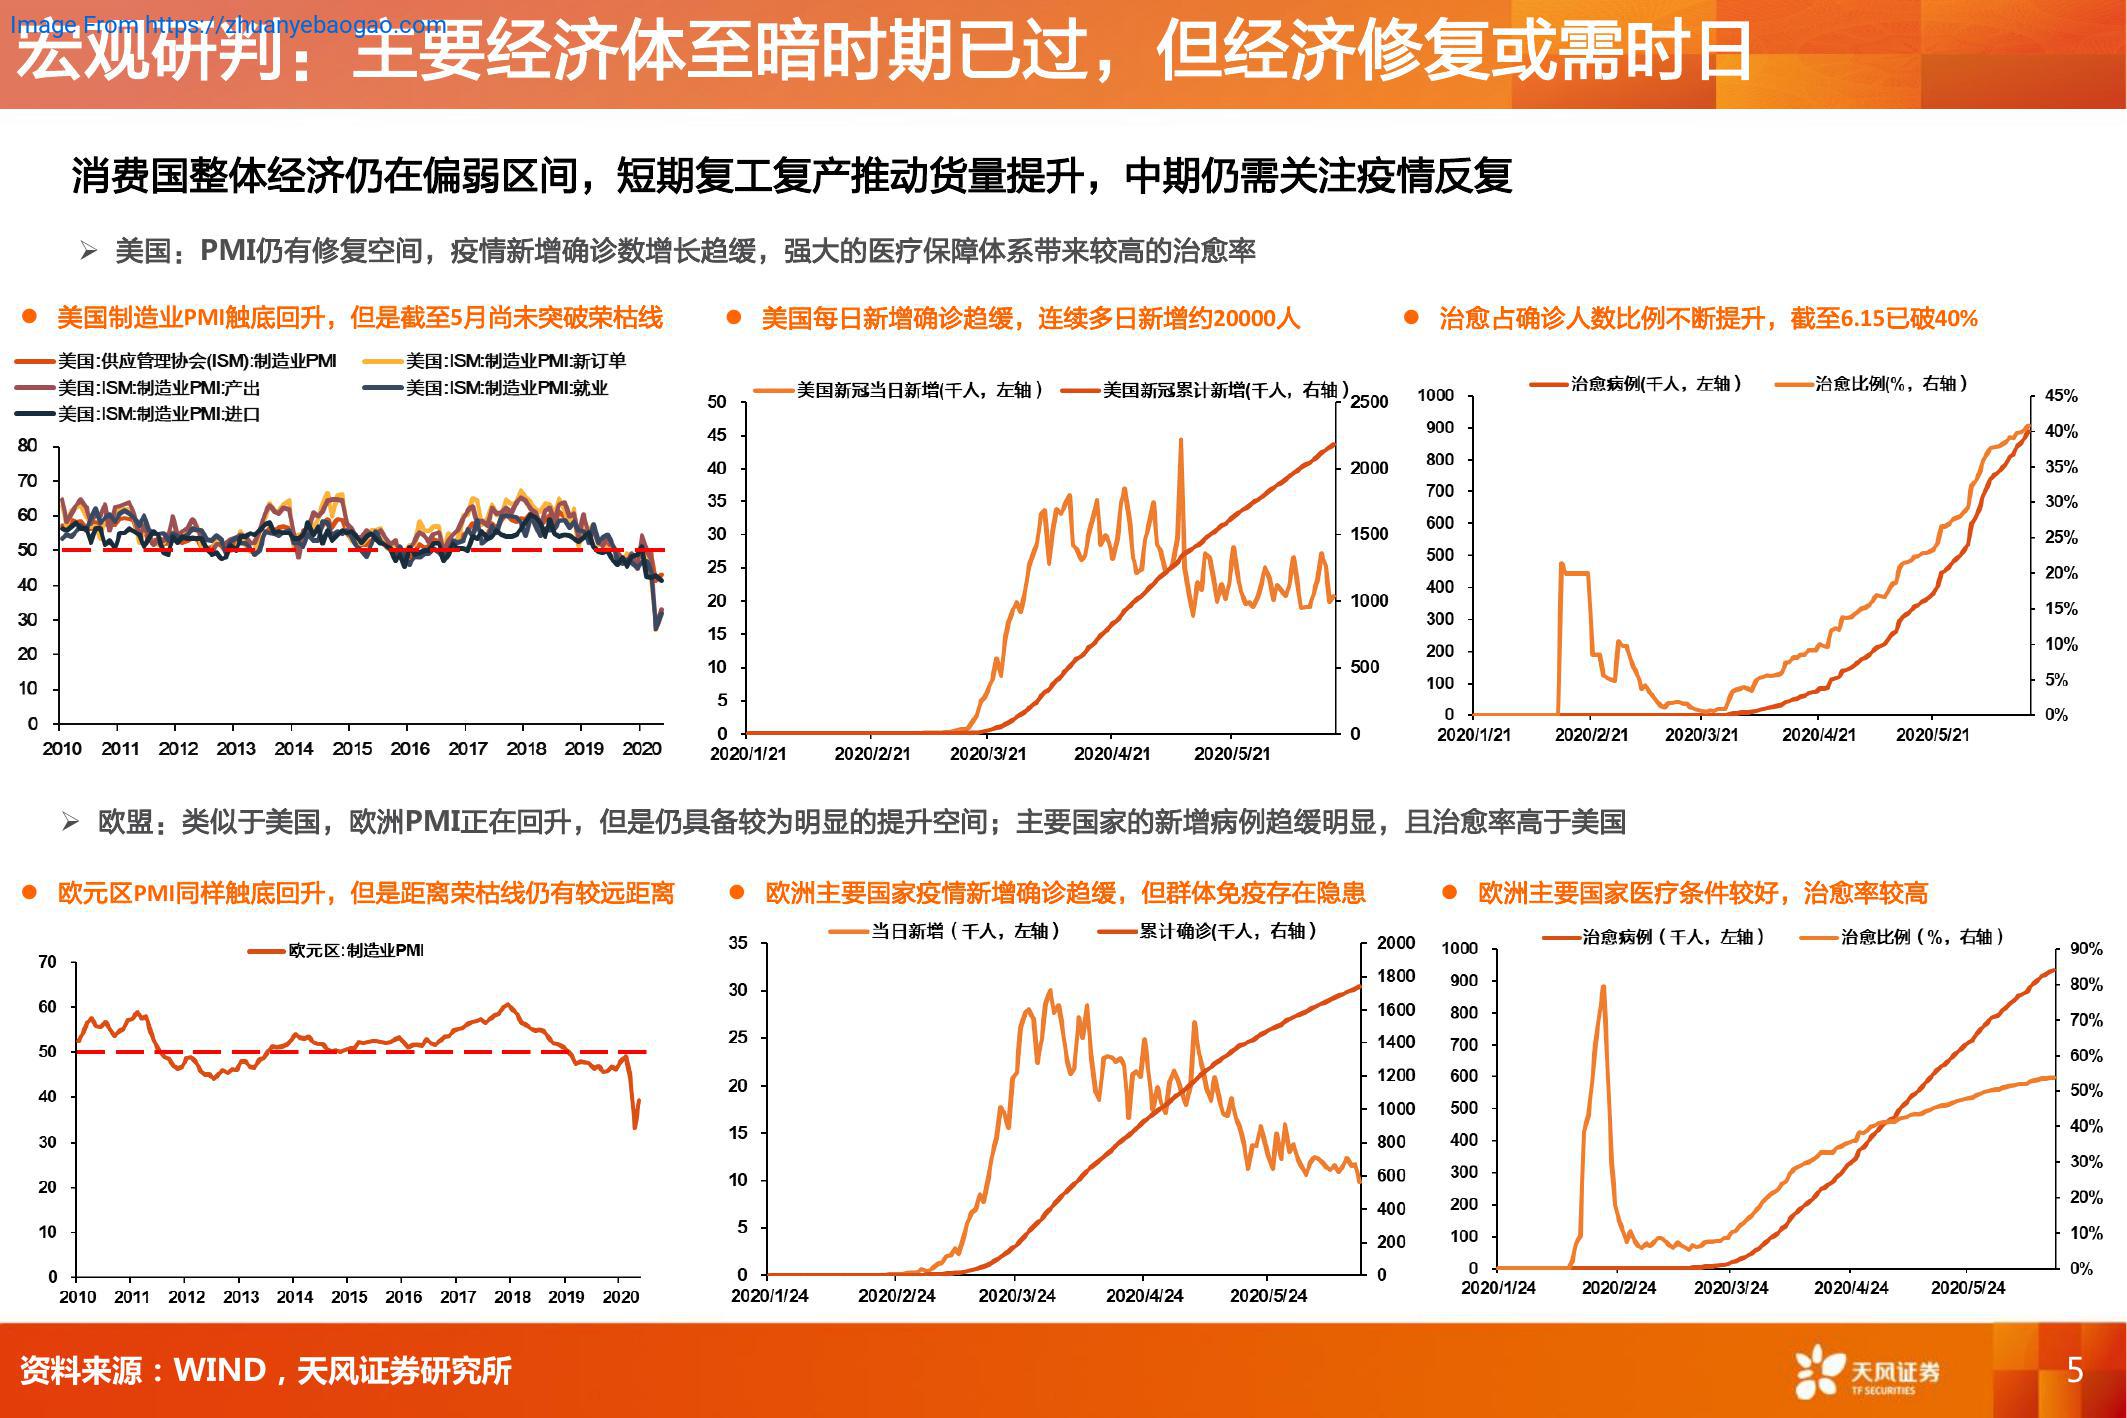 Image From https://zhuanyebaogao.com
宏观研判：主要经济体至暗时期已过，但经济修复或需时日
消费国整体经济仍在偏弱区间，短期复工复产推动货量提升，中期仍需关注疫情反复
美国：PMI仍有修复空间，疫情新增确诊数增长趋缓，强大的医疗保障体系带来较高的治愈率
美国制造业PMI触底回升，但是截至5月尚未突破荣枯线
美国:供应管理协会(ISM):制造业PMI
美国:ISM:制造业PMI:新订单
美国:ISM:制造业PMI:产出
美国:ISM:制造业PMI:就业
美国:ISM:制造业PMI:进口
80
70
60
50
40
30
20
10
0
2010 2011 2012 2013 2014 2015 2016 2017 2018 2019 2020
美国每日新增确诊趋缓，连续多日新增约20000人
美国新冠当日新增(千人，左轴）
美国新冠累计新增(千人，右轴）
50
45
40
35
30
25
20
15
10
5
0
2500
2000
1500
1000
500
0
2020/1/21 2020/2/21 2020/3/21 2020/4/21 2020/5/21
治愈占确诊人数比例不断提升，截至6.15已破40%
治愈病例(千人，左轴）
治愈比例(%，右轴）
1000
900
800
700
600
500
400
300
200
100
0
45%
40%
35%
30%
25%
20%
15%
10%
5%
0%
2020/1/21 2020/2/21 2020/3/21 2020/4/21 2020/5/21
欧盟：类似于美国，欧洲PMI正在回升，但是仍具备较为明显的提升空间；主要国家的新增病例趋缓明显，且治愈率高于美国
欧元区PMI同样触底回升，但是距离荣枯线仍有较远距离
欧元区:制造业PMI
70
60
50
40
30
20
10
0
2010 2011 2012 2013 2014 2015 2016 2017 2018 2019 2020
欧洲主要国家疫情新增确诊趋缓，但群体免疫存在隐患
当日新增（千人，左轴）
累计确诊(千人，右轴）
35
30
25
20
15
10
5
0
2000
1800
1600
1400
1200
1000
800
600
400
200
0
2020/1/24 2020/2/24 2020/3/24 2020/4/24 2020/5/24
欧洲主要国家医疗条件较好，治愈率较高
治愈病例（千人，左轴）
治愈比例（%，右轴）
1000
900
800
700
600
500
400
300
200
100
0
90%
80%
70%
60%
50%
40%
30%
20%
10%
0%
2020/1/24 2020/2/24 2020/3/24 2020/4/24 2020/5/24
资料来源：WIND，天风证券研究所
天风证券
TF SECURITIES
5